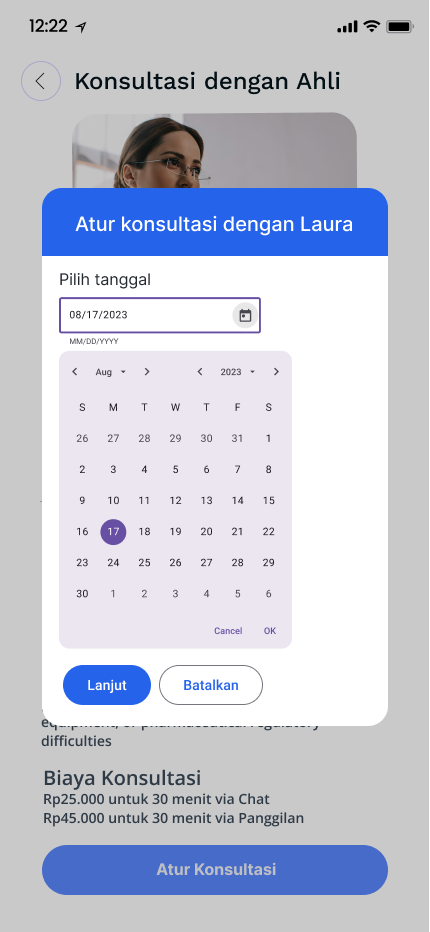 12:22
Konsultasi dengan Ahli
Atur konsultasi dengan Laura
Pilih tanggal
08/17/2023
MM/DD/YYYY
Aug 2023
S M T W T F S
26 27 28 29 30 31 1
2 3 4 5 6 7 8
9 10 11 12 13 14 15
16 17 18 19 20 21 22
23 24 25 26 27 28 29
30 1 2 3 4 5 6
Cancel OK
Lanjut Batalkan
equipment, or pharmaceutical regulatory
difficulties
Biaya Konsultasi
Rp25.000 untuk 30 menit via Chat
Rp45.000 untuk 30 menit via Panggilan
Atur Konsultasi